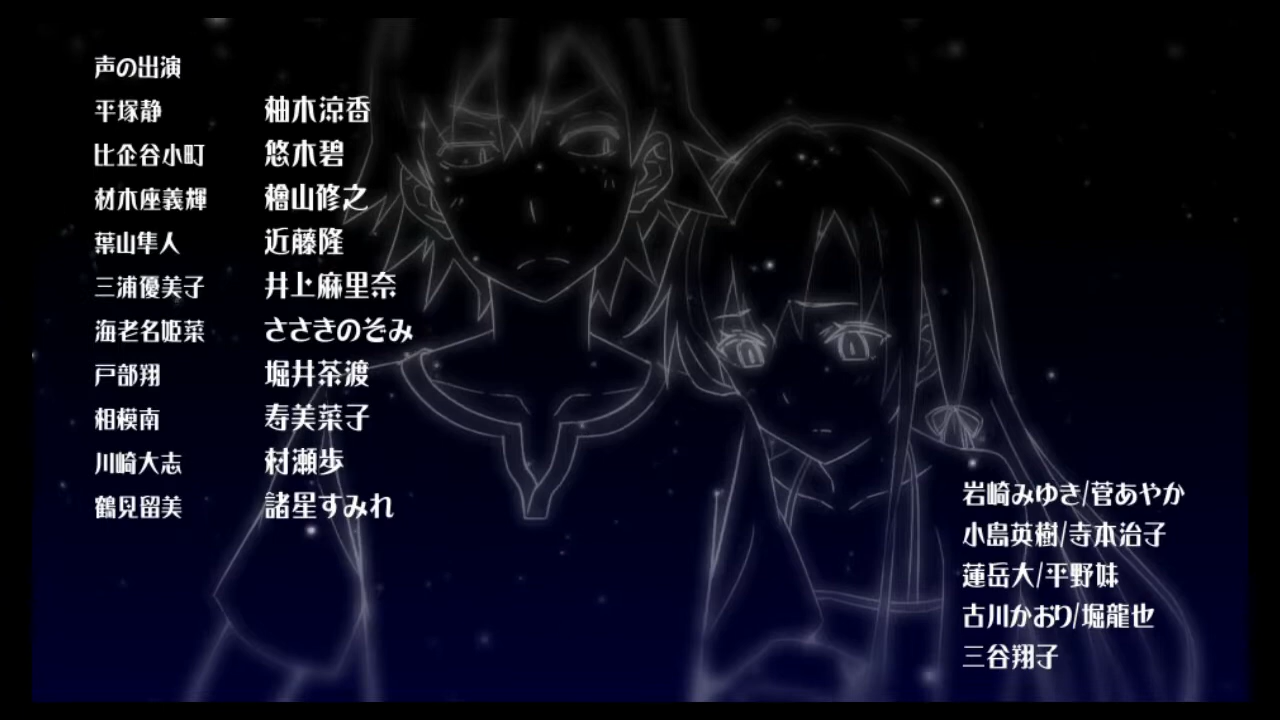 声の出演
平塚静 柚木涼香
比企谷小町 悠木碧
材木座義輝 檜山修之
葉山隼人 近藤隆
三浦優美子 井上麻里奈
海老名姫菜 ささきのぞみ
戸部翔 堀井茶渡
相模南 寿美菜子
川崎大志 村瀬歩
鶴見留美 諸星すみれ
岩崎みゆき/菅あやか
小島英樹/寺本治子
蓮岳大/平野妹
古川かおり/堀龍也
三谷翔子